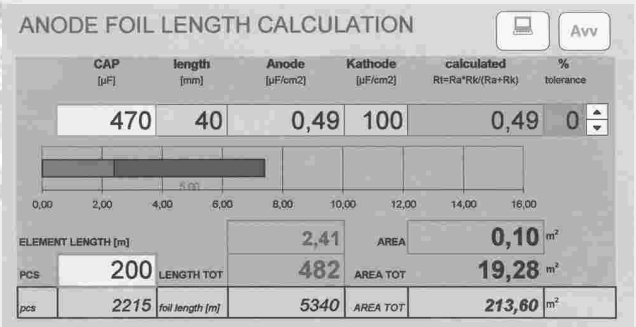 ANODE FOIL LENGTH CALCULATION Avv
CAP length Anode Kathode calculated %
[µF] [mm] [µF/cm2] [µF/cm2] Rt=Ra*Rk/(Ra+Rk) tolerance
470 40 0,49 100 0,49 0
5,00
0,00 2,00 4,00 6,00 8,00 10,00 12,00 14,00 16,00
ELEMENT LENGTH [m] 2,41 AREA 0,10 m²
PCS 200 LENGTH TOT 482 AREA TOT 19,28 m²
pcs 2215 foil length [m] 5340 AREA TOT 213,60 m²